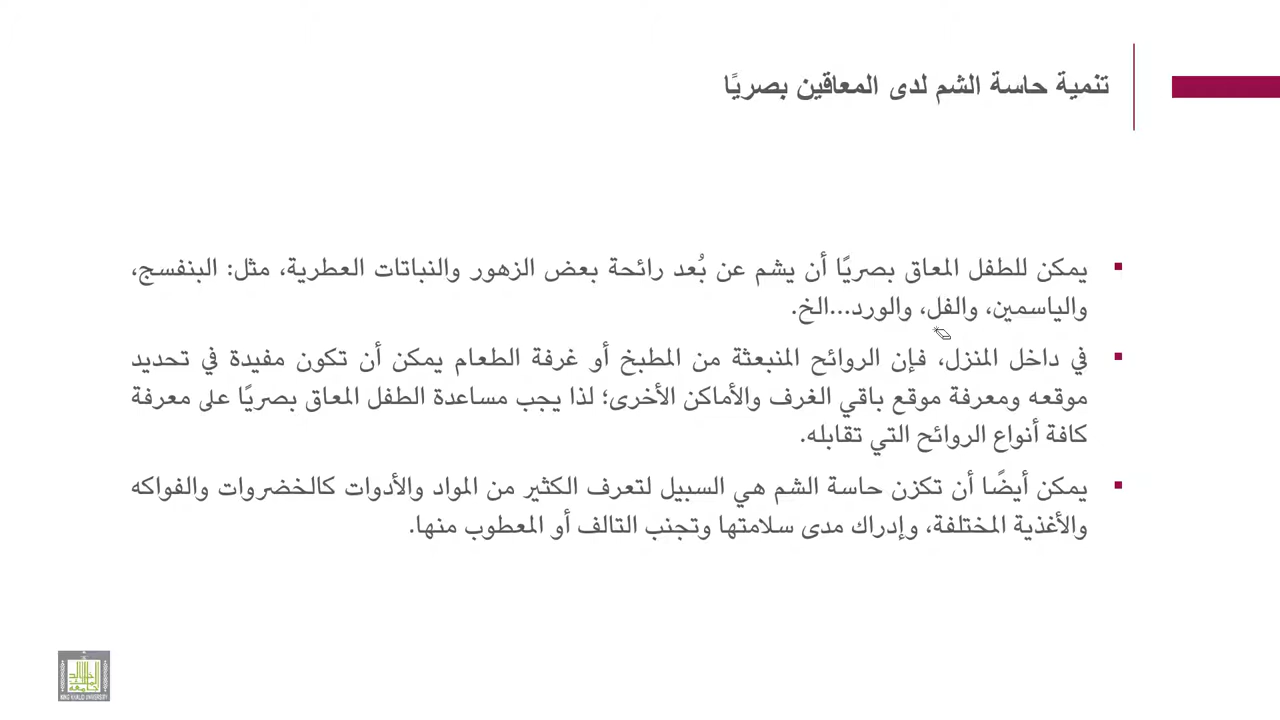 تنمية حاسة الشم لدى المعاقين بصريًا
▪ يمكن للطفل المعاق بصريًا أن يشم عن بُعد رائحة بعض الزهور والنباتات العطرية، مثل: البنفسج،
والياسمين، والفل، والورد...الخ.
▪ في داخل المنزل، فإن الروائح المنبعثة من المطبخ أو غرفة الطعام يمكن أن تكون مفيدة في تحديد
موقعه ومعرفة موقع باقي الغرف والأماكن الأخرى؛ لذا يجب مساعدة الطفل المعاق بصريًا على معرفة
كافة أنواع الروائح التي تقابله.
▪ يمكن أيضًا أن تكزن حاسة الشم هي السبيل لتعرف الكثير من المواد والأدوات كالخضروات والفواكه
والأغذية المختلفة، وإدراك مدى سلامتها وتجنب التالف أو المعطوب منها.
KING KHALID UNIVERSITY